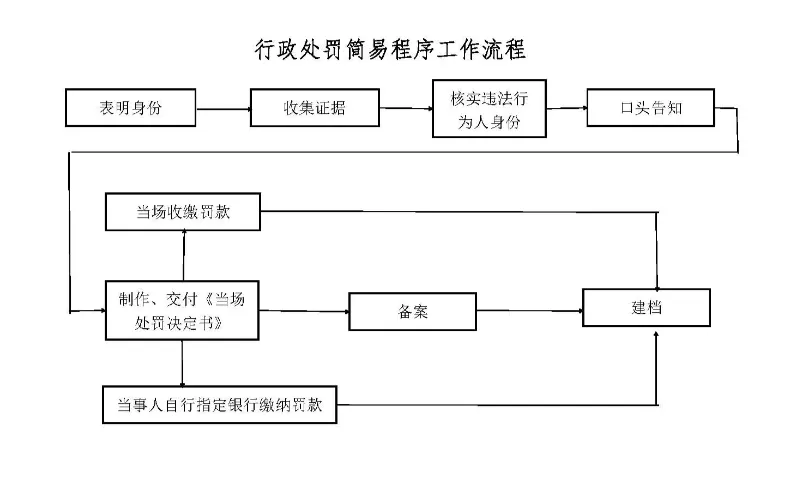 行政处罚简易程序工作流程
表明身份
收集证据
核实违法行
为人身份
口头告知
当场收缴罚款
制作、交付《当场
处罚决定书》
备案
建档
当事人自行指定银行缴纳罚款